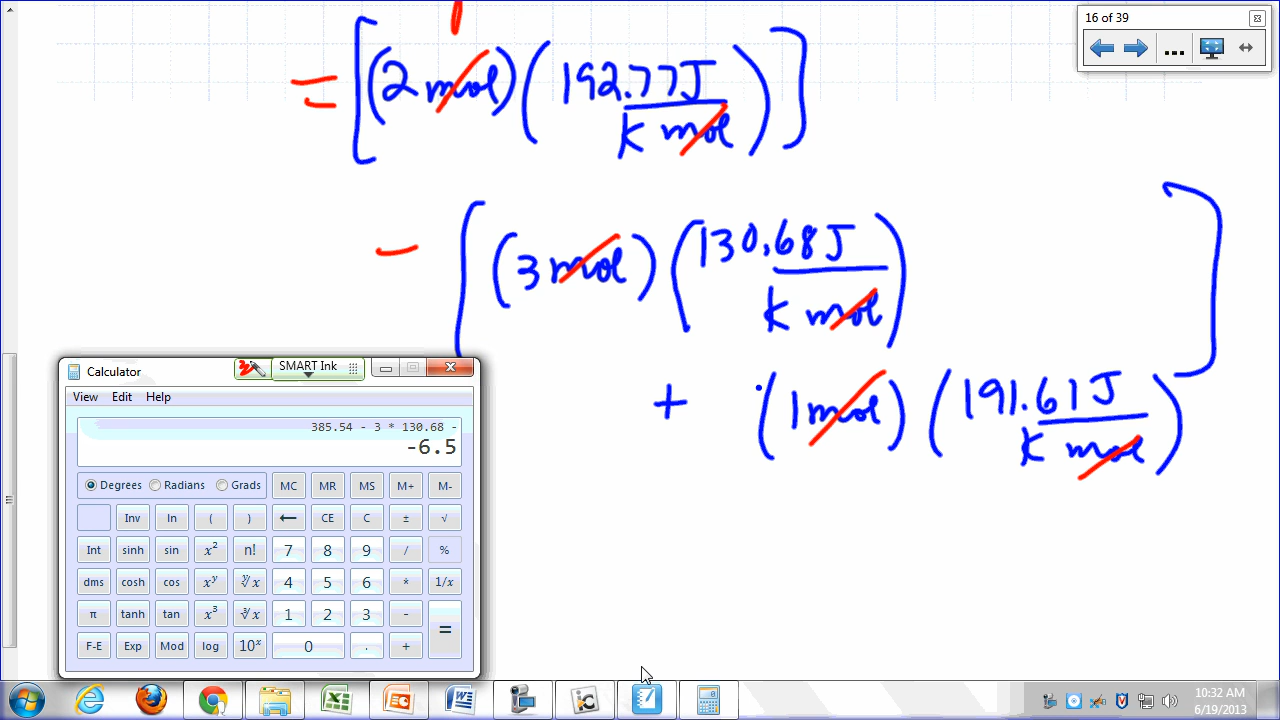 16 of 39
= [(2 mol) (192.77 J
K mol)]
- [(3 mol) (130.68 J
K mol)
+ (1 mol) (191.61 J
K mol)]
Calculator
SMART Ink
View Edit Help
385.54 - 3 * 130.68 -
-6.5
Degrees Radians Grads MC MR MS M+ M-
Inv ln ( ) ← CE C ± √
Int sinh sin x² n! 7 8 9 / %
dms cosh cos xʸ ʸ√x 4 5 6 * 1/x
π tanh tan x³ ³√x 1 2 3 - =
F-E Exp Mod log 10ˣ 0 . +
10:32 AM
6/19/2013